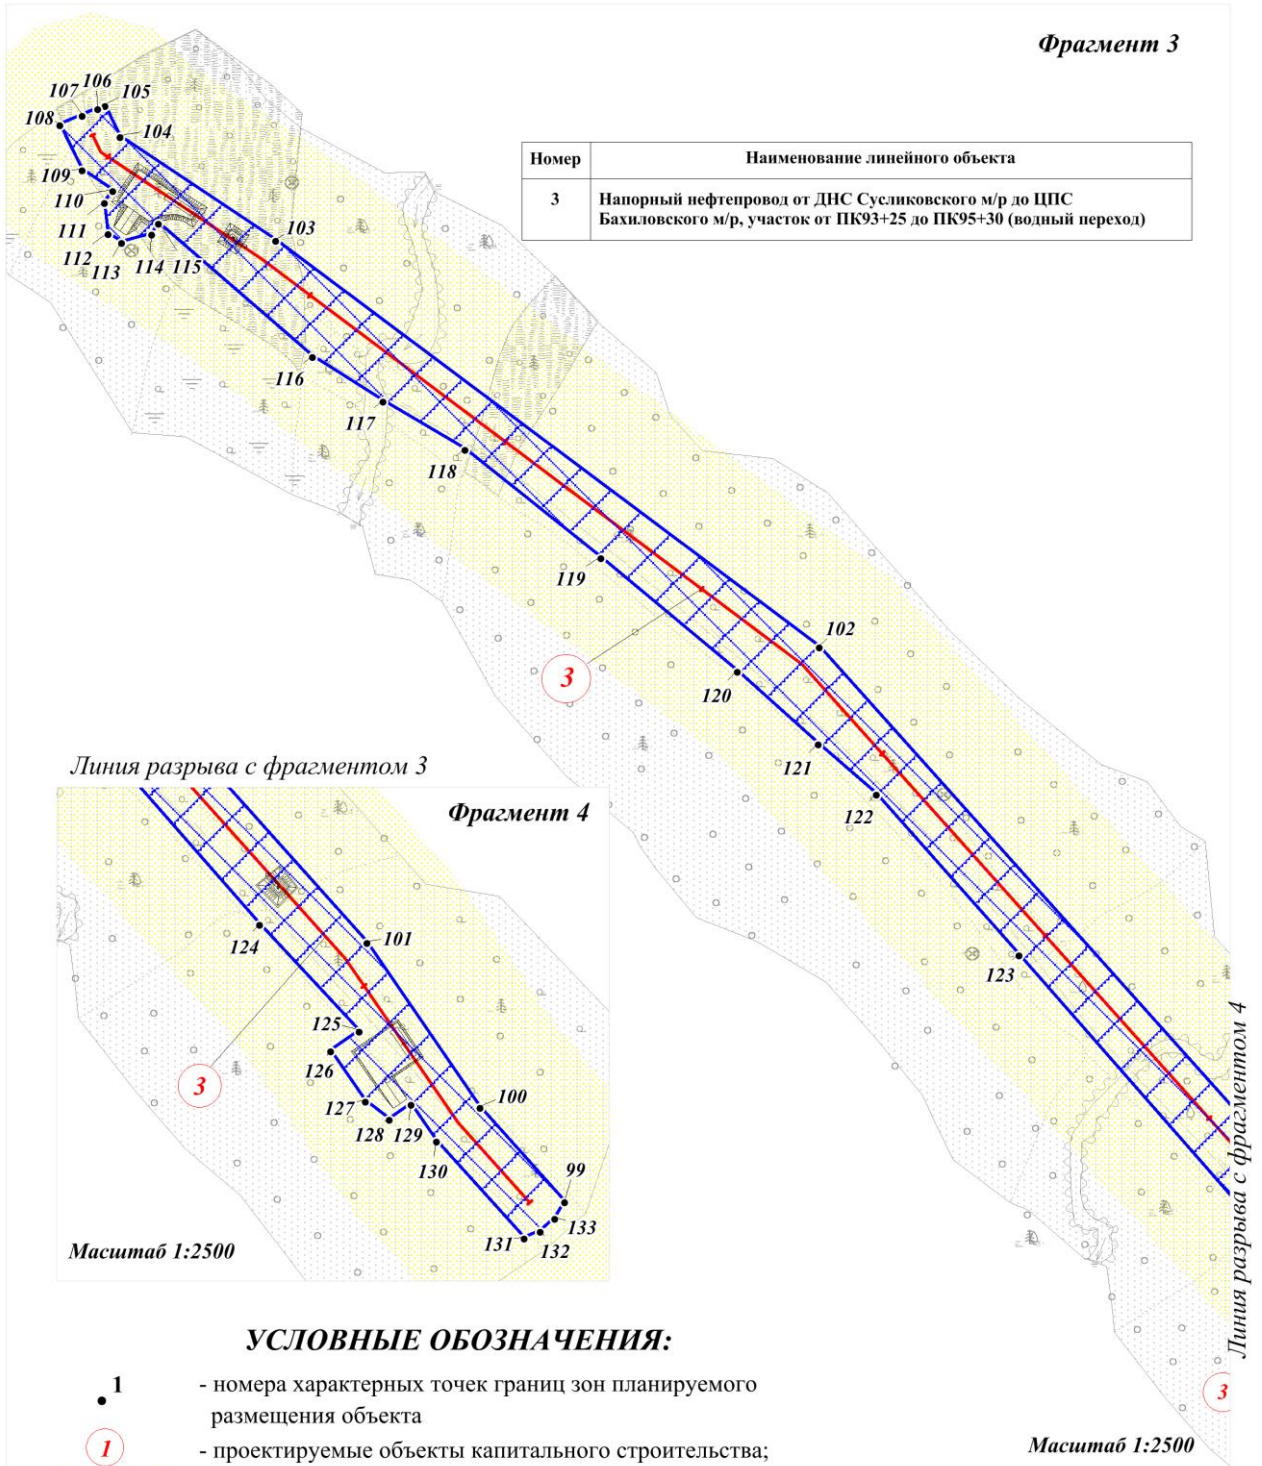 Фрагмент 3
Номер Наименование линейного объекта
3 Напорный нефтепровод от ДНС Сусликовского м/р до ЦПС
Бахиловского м/р, участок от ПК93+25 до ПК95+30 (водный переход)
106
107
105
108
104
109
110
103
111
112
113
114
115
116
117
118
119
102
3
120
121
122
123
Линия разрыва с фрагментом 3
Фрагмент 4
124
101
125
126
3
127
100
128
129
130
99
133
131
132
Масштаб 1:2500
Линия разрыва с фрагментом 4
УСЛОВНЫЕ ОБОЗНАЧЕНИЯ:
1 - номера характерных точек границ зон планируемого
размещения объекта
1 - проектируемые объекты капитального строительства;
3
Масштаб 1:2500